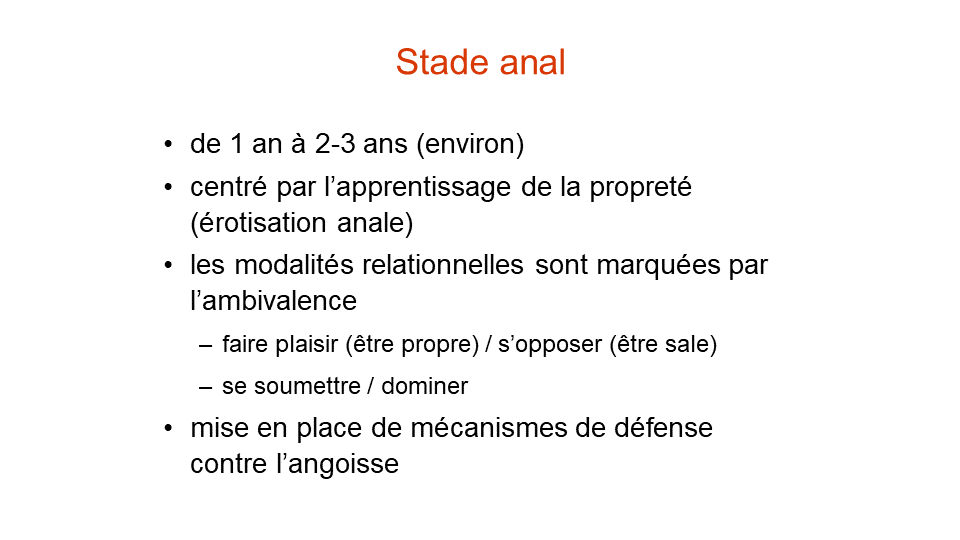 Stade anal
• de 1 an à 2-3 ans (environ)
• centré par l’apprentissage de la propreté
(érotisation anale)
• les modalités relationnelles sont marquées par
l’ambivalence
– faire plaisir (être propre) / s’opposer (être sale)
– se soumettre / dominer
• mise en place de mécanismes de défense
contre l’angoisse